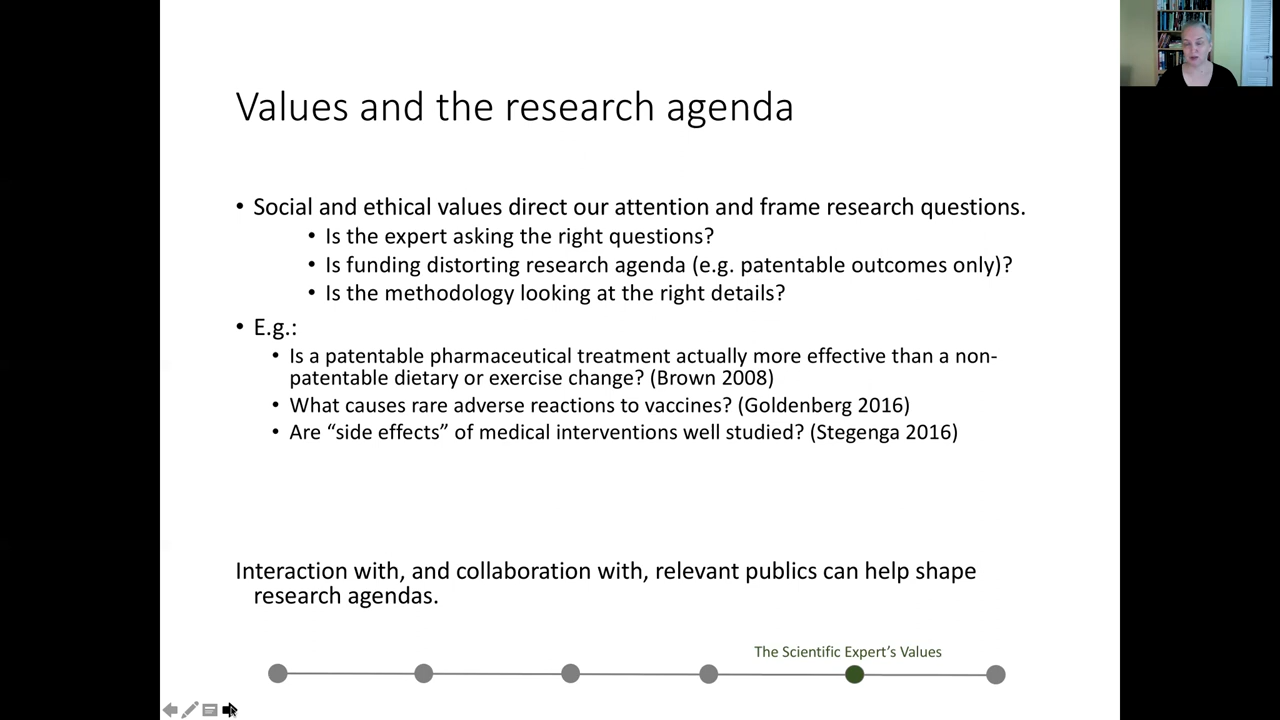 Values and the research agenda
• Social and ethical values direct our attention and frame research questions.
• Is the expert asking the right questions?
• Is funding distorting research agenda (e.g. patentable outcomes only)?
• Is the methodology looking at the right details?
• E.g.:
• Is a patentable pharmaceutical treatment actually more effective than a non-
patentable dietary or exercise change? (Brown 2008)
• What causes rare adverse reactions to vaccines? (Goldenberg 2016)
• Are “side effects” of medical interventions well studied? (Stegenga 2016)
Interaction with, and collaboration with, relevant publics can help shape
research agendas.
The Scientific Expert’s Values